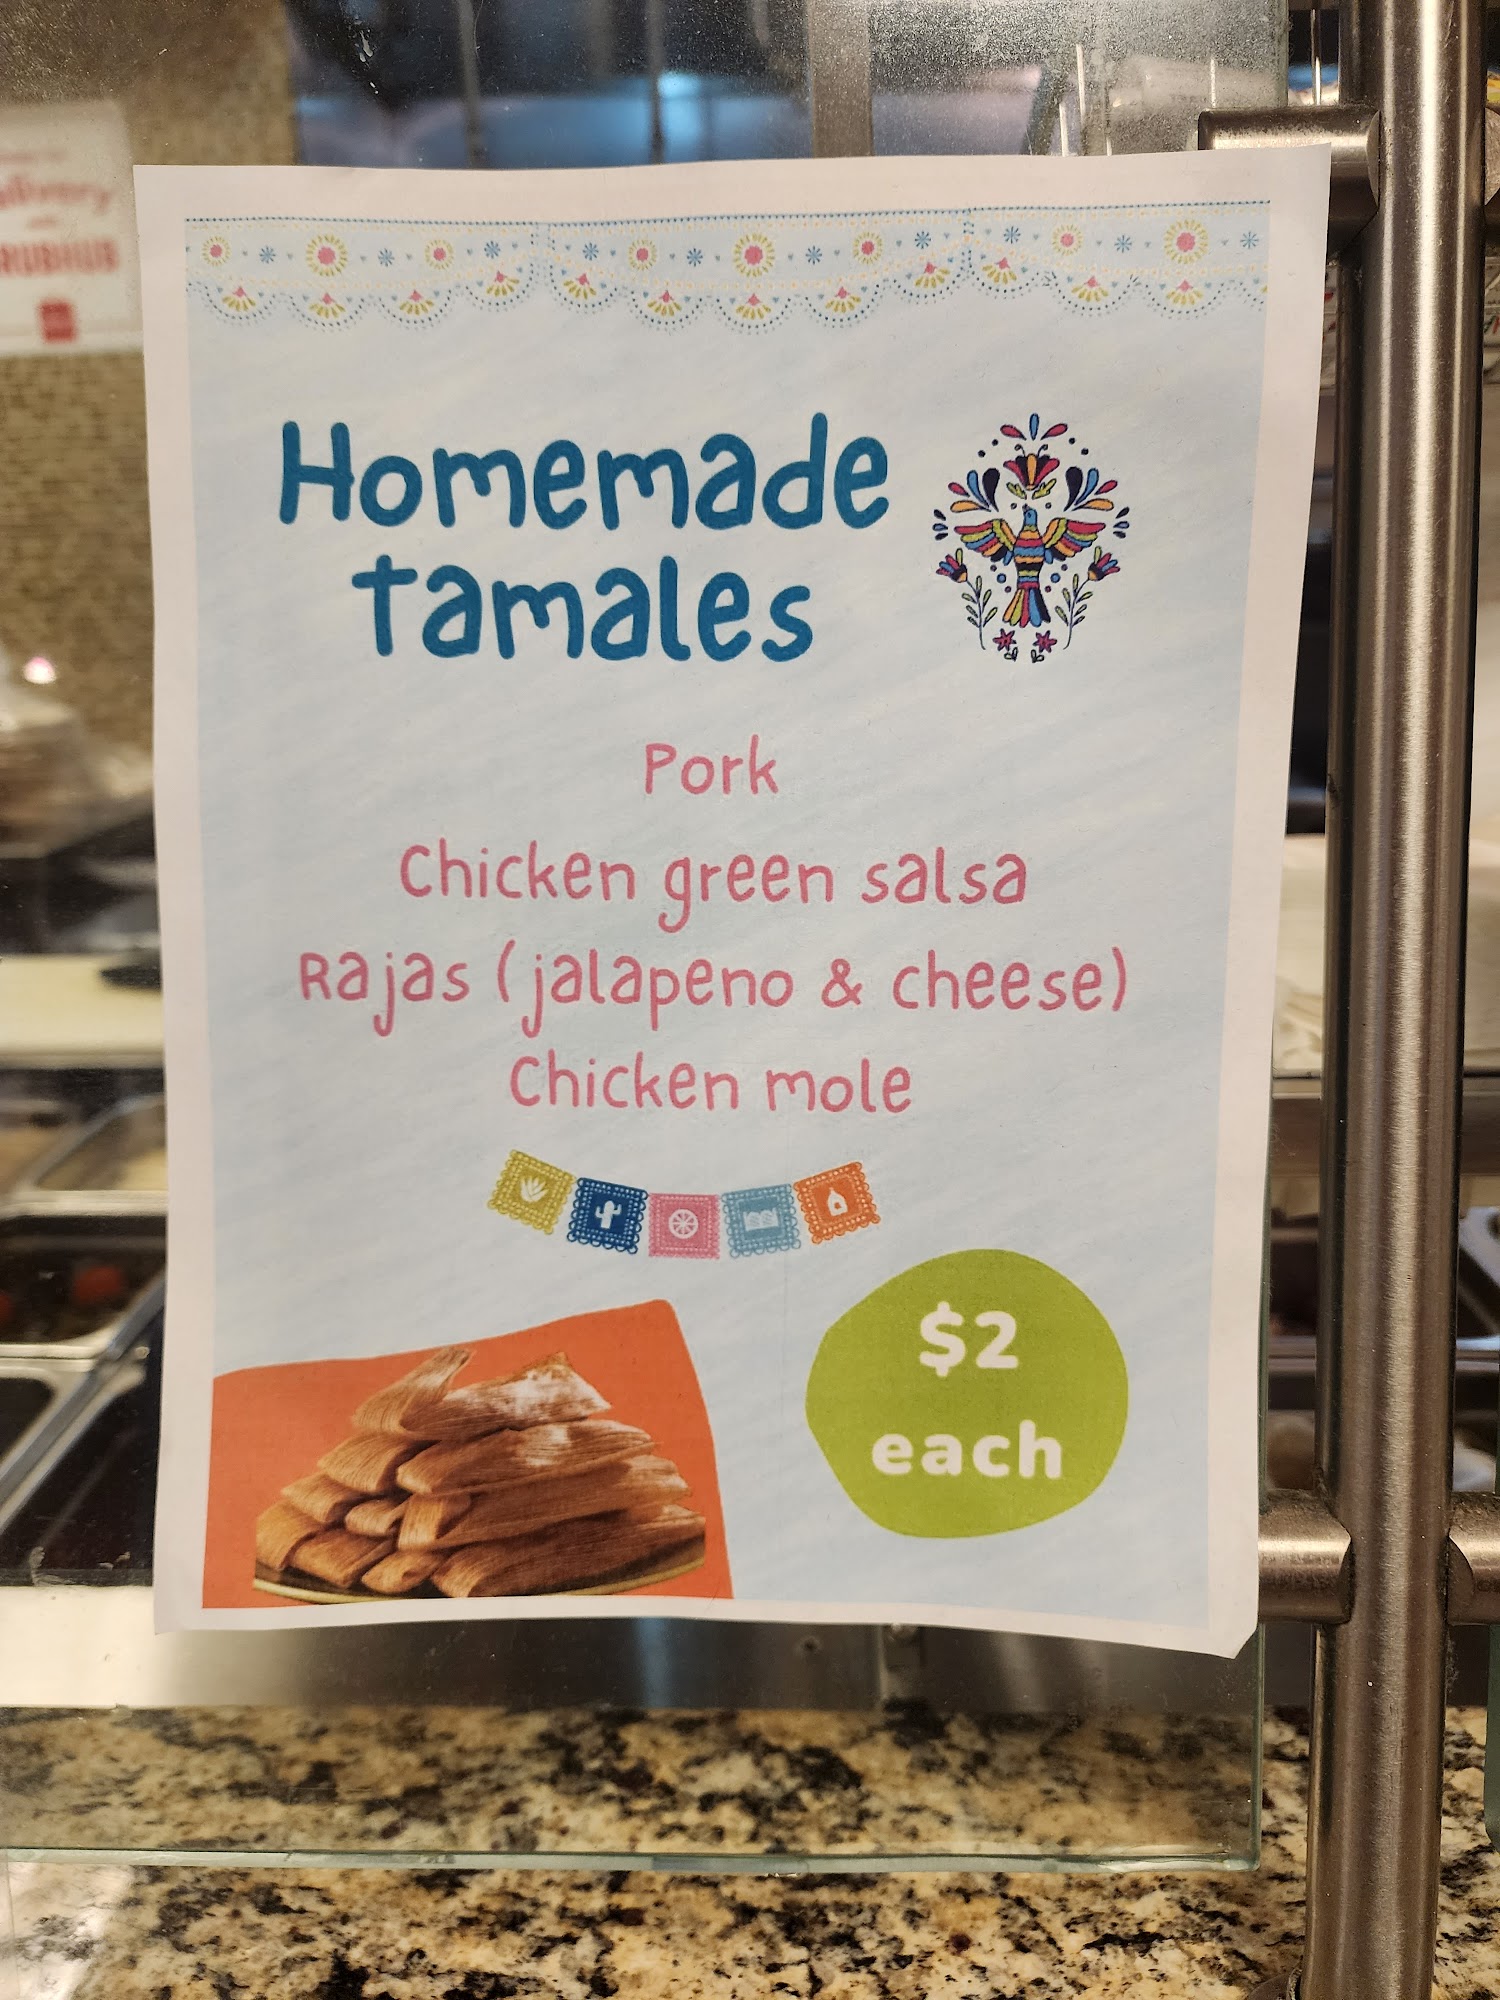 Homemade
tamales
Pork
Chicken green salsa
Rajas (jalapeno & cheese)
Chicken mole
$2
each